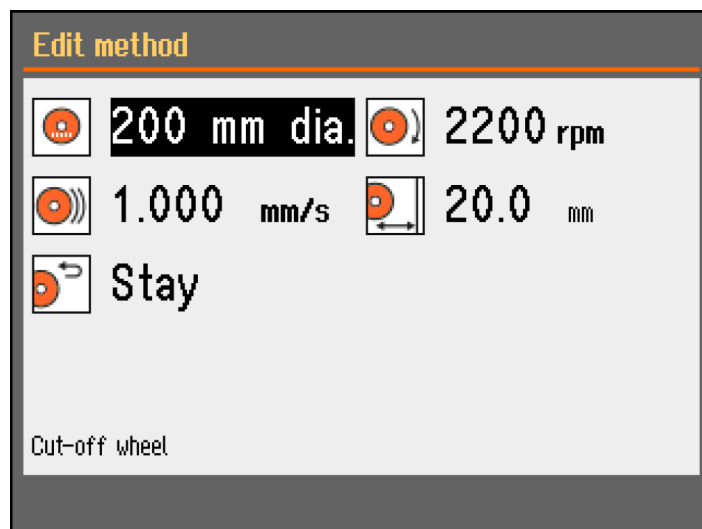 Edit method
200 mm dia. 2200 rpm
1.000 mm/s 20.0 mm
Stay
Cut-off wheel